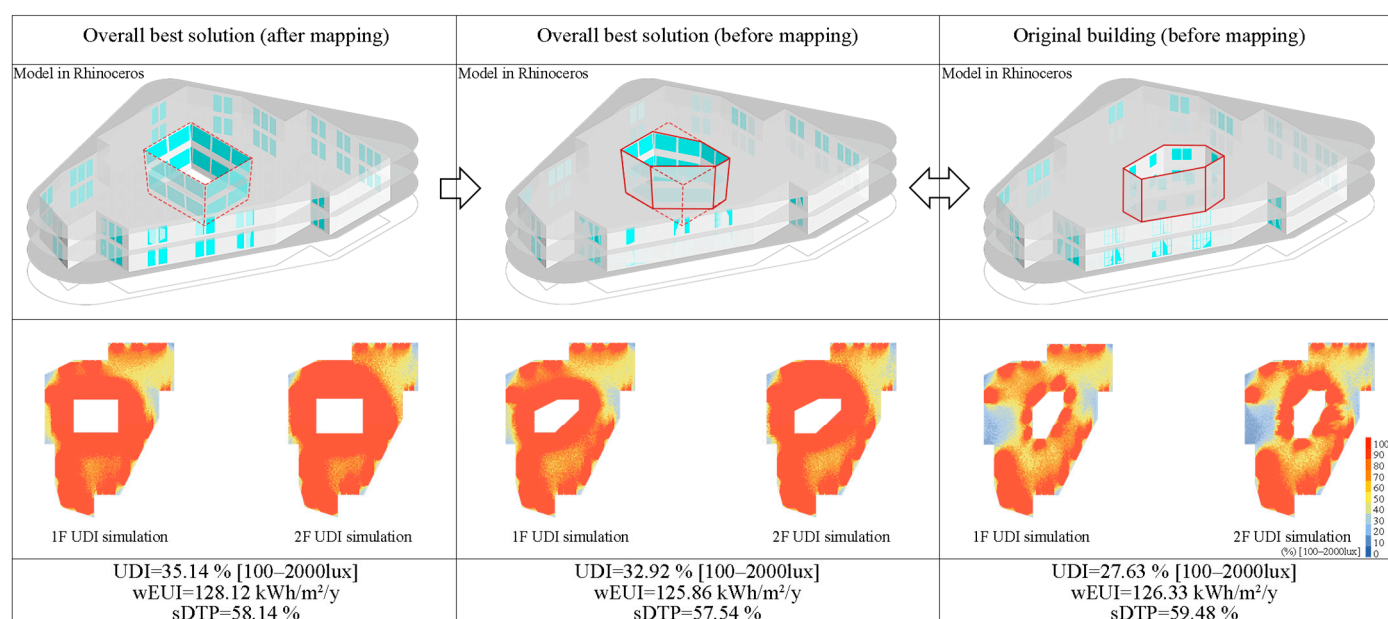 Overall best solution (after mapping)
Overall best solution (before mapping)
Original building (before mapping)
Model in Rhinoceros
Model in Rhinoceros
Model in Rhinoceros
1F UDI simulation
2F UDI simulation
1F UDI simulation
2F UDI simulation
1F UDI simulation
2F UDI simulation
100
90
80
70
60
50
40
30
20
10
0
(%) [100–2000lux]
UDI=35.14 % [100–2000lux]
wEUI=128.12 kWh/m²/y
sDTP=58.14 %
UDI=32.92 % [100–2000lux]
wEUI=125.86 kWh/m²/y
sDTP=57.54 %
UDI=27.63 % [100–2000lux]
wEUI=126.33 kWh/m²/y
sDTP=59.48 %